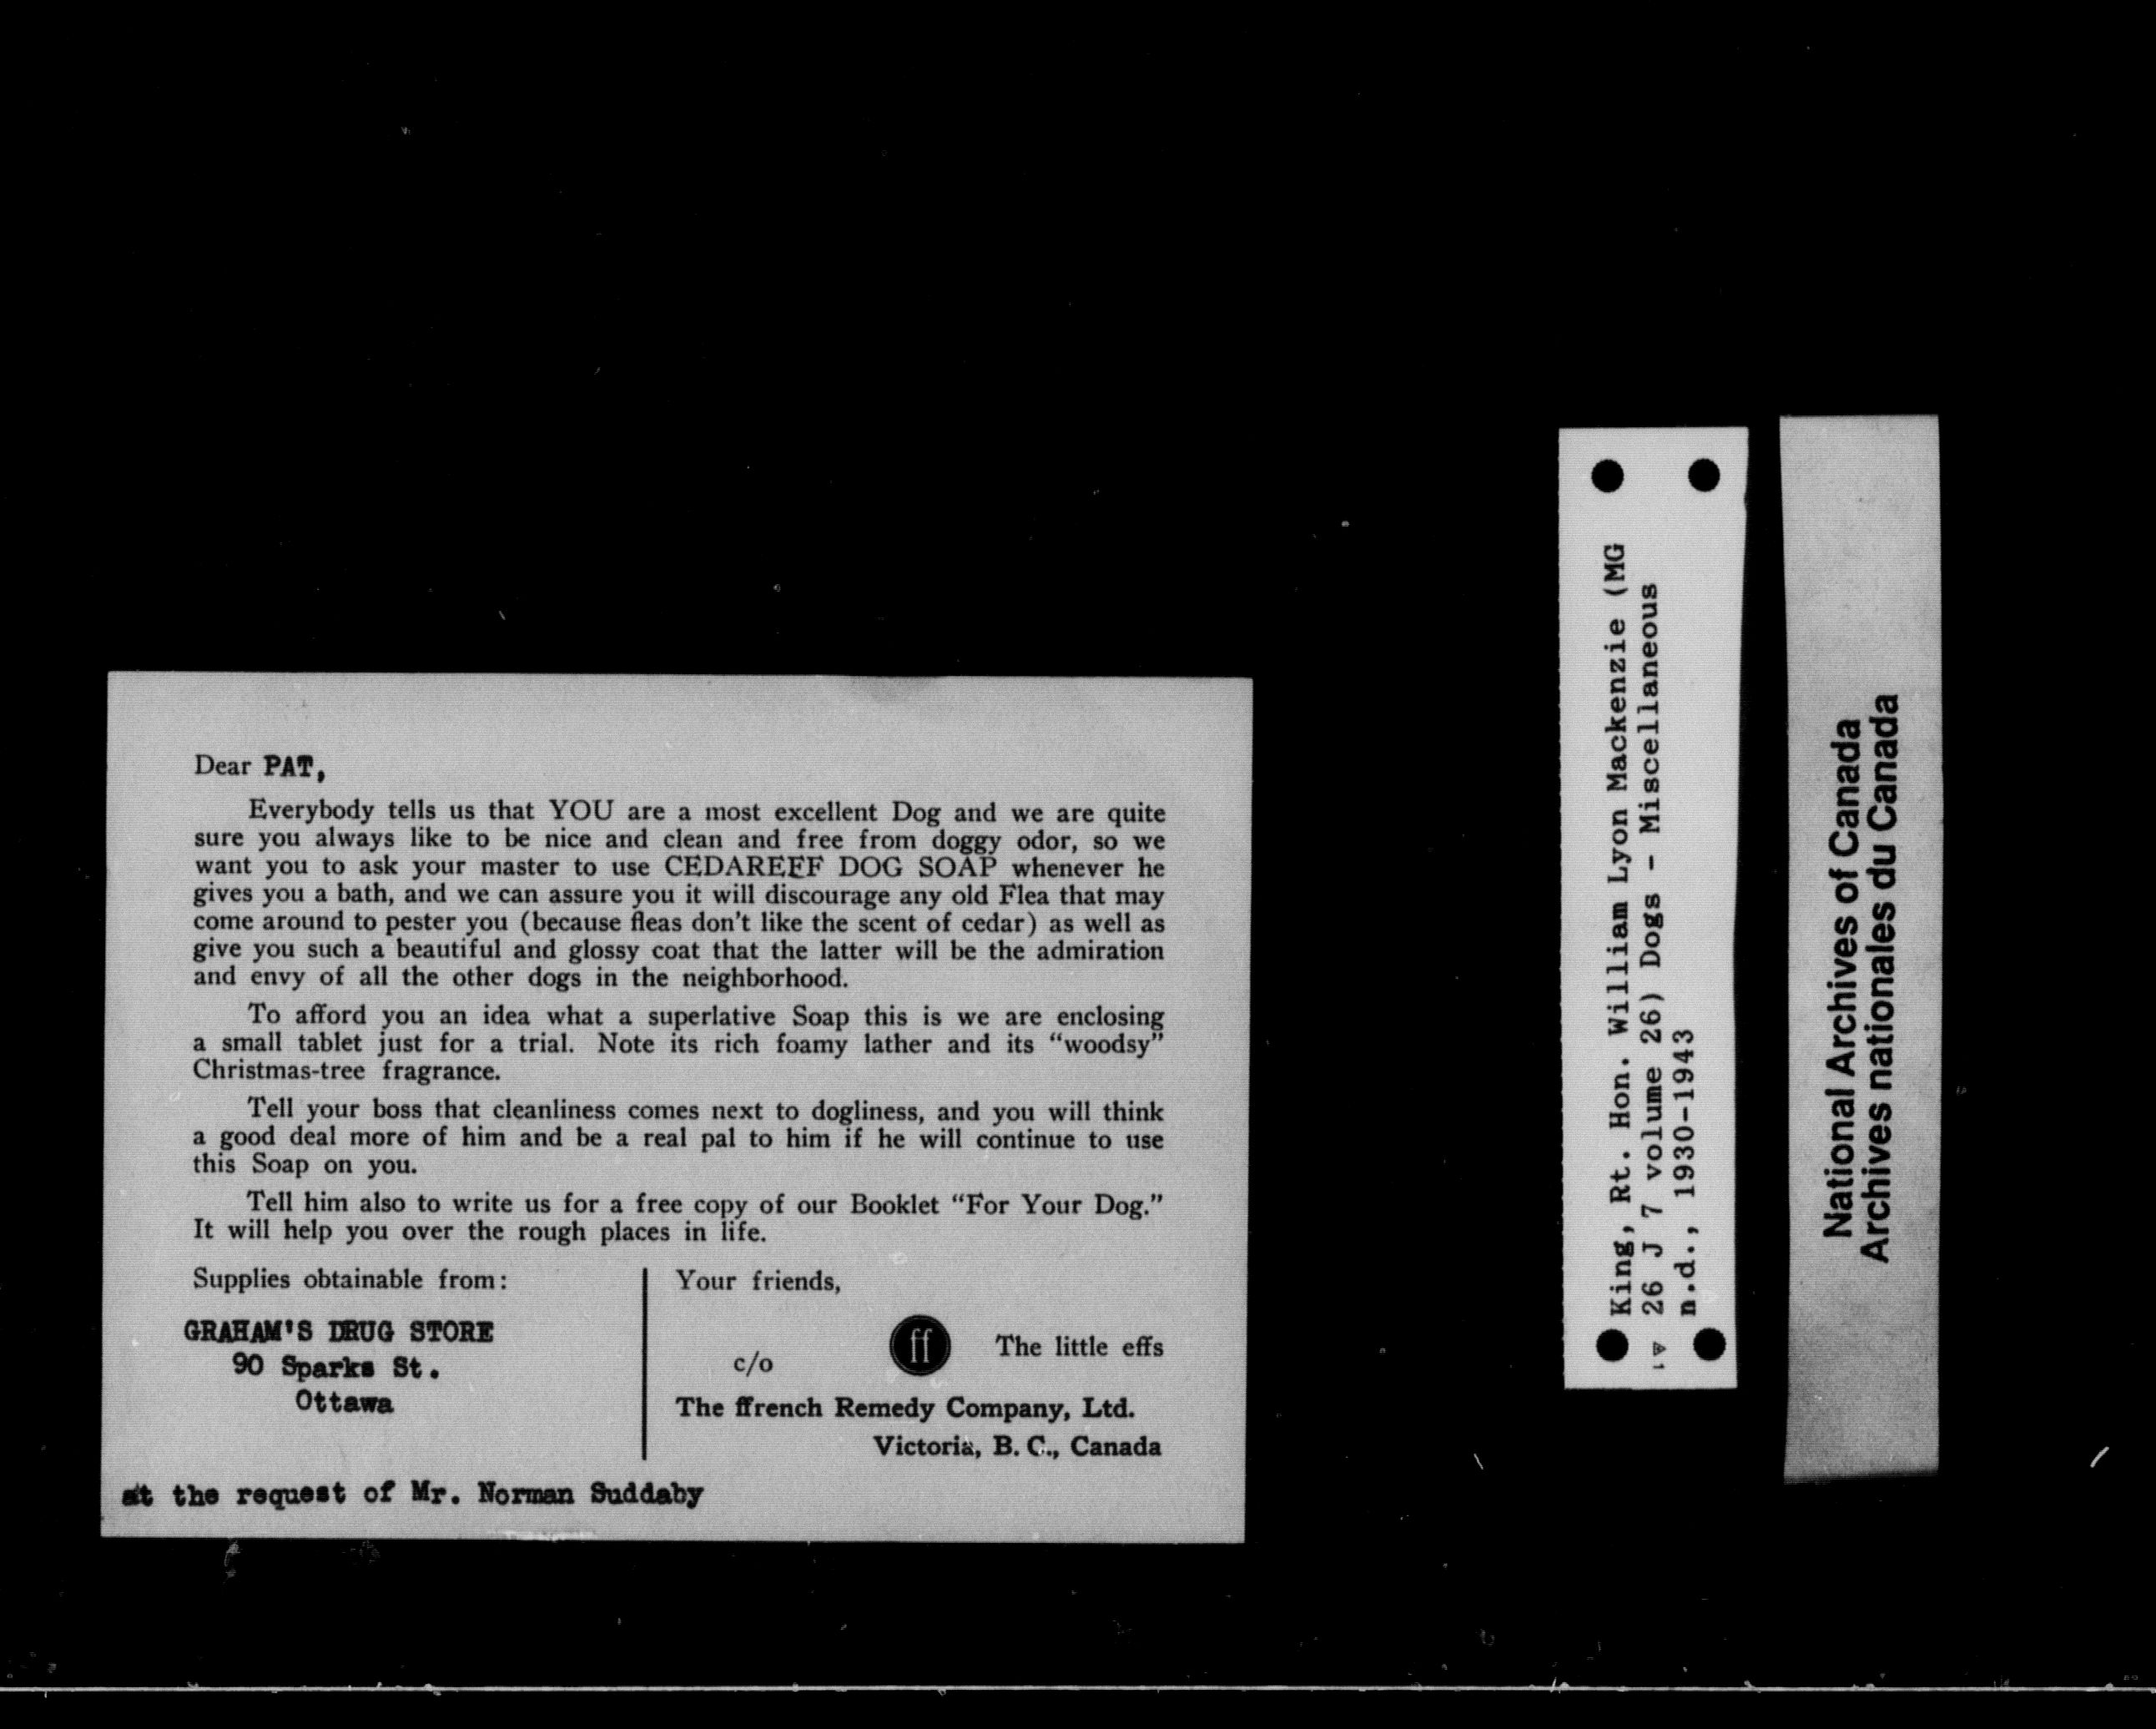 Dear PAT,
Everybody tells us that YOU are a most excellent Dog and we are quite
sure you always like to be nice and clean and free from doggy odor, so we
want you to ask your master to use CEDAREFF DOG SOAP whenever he
gives you a bath, and we can assure you it will discourage any old Flea that may
come around to pester you (because fleas don't like the scent of cedar) as well as
give you such a beautiful and glossy coat that the latter will be the admiration
and envy of all the other dogs in the neighborhood.
To afford you an idea what a superlative Soap this is we are enclosing
a small tablet just for a trial. Note its rich foamy lather and its “woodsy”
Christmas-tree fragrance.
Tell your boss that cleanliness comes next to dogliness, and you will think
a good deal more of him and be a real pal to him if he will continue to use
this Soap on you.
Tell him also to write us for a free copy of our Booklet “For Your Dog.”
It will help you over the rough places in life.
Supplies obtainable from:
GRAHAM'S DRUG STORE
90 Sparks St.
Ottawa
Your friends,
ff The little effs
c/o
The ffrench Remedy Company, Ltd.
Victoria, B. C., Canada
at the request of Mr. Norman Suddaby
King, Rt. Hon. William Lyon Mackenzie (MG
26 J 7 volume 26) Dogs - Miscellaneous
n.d., 1930-1943
National Archives of Canada
Archives nationales du Canada